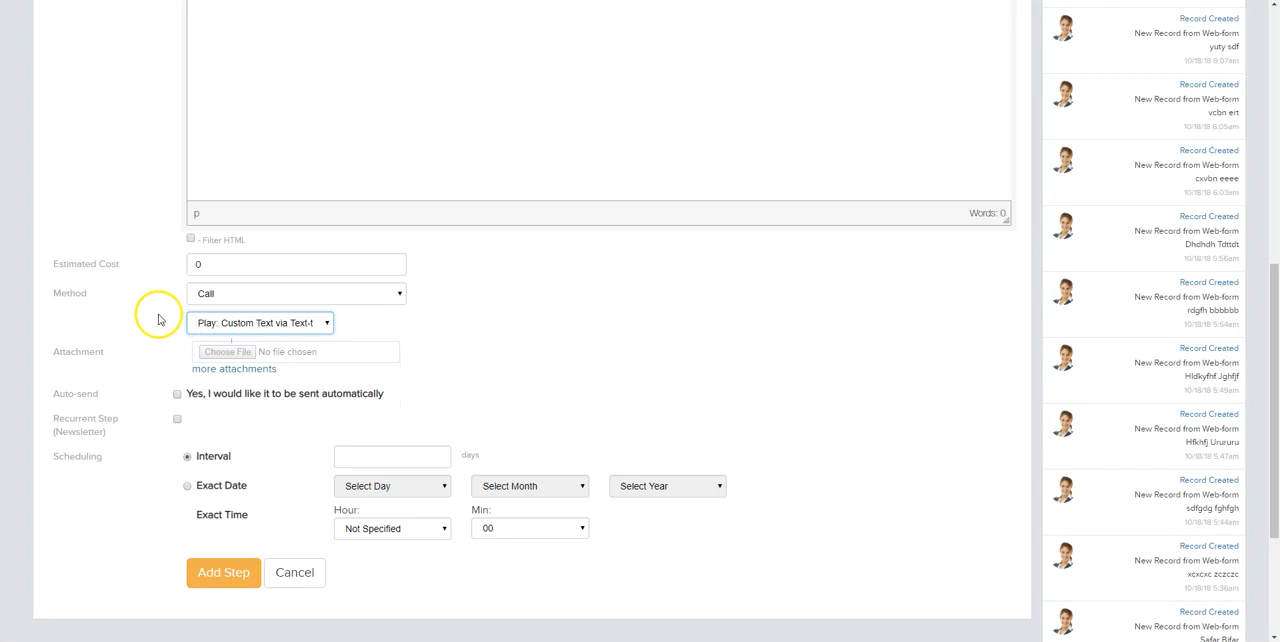 p
Words: 0
- Filter HTML
Estimated Cost
0
Method
Call
Play: Custom Text via Text-t
Attachment
Choose File No file chosen
more attachments
Auto-send
Yes, I would like it to be sent automatically
Recurrent Step
(Newsletter)
Scheduling
Interval
days
Exact Date
Select Day
Select Month
Select Year
Exact Time
Hour:
Not Specified
Min:
00
Add Step
Cancel
Record Created
New Record from Web-form
yuty sdf
10/18/18 6:07am
Record Created
New Record from Web-form
vcbn ert
10/18/18 6:05am
Record Created
New Record from Web-form
cxvbn eeee
10/18/18 6:03am
Record Created
New Record from Web-form
Dhdhdh Tdttdt
10/18/18 5:56am
Record Created
New Record from Web-form
rdgfh bbbbbb
10/18/18 5:54am
Record Created
New Record from Web-form
Hldkyfhf Jghfjf
10/18/18 5:49am
Record Created
New Record from Web-form
Hfkhfj Urururu
10/18/18 5:47am
Record Created
New Record from Web-form
sdfgdg fghfgh
10/18/18 5:44am
Record Created
New Record from Web-form
xcxcxc zczczc
10/18/18 5:36am
Record Created
New Record from Web-form